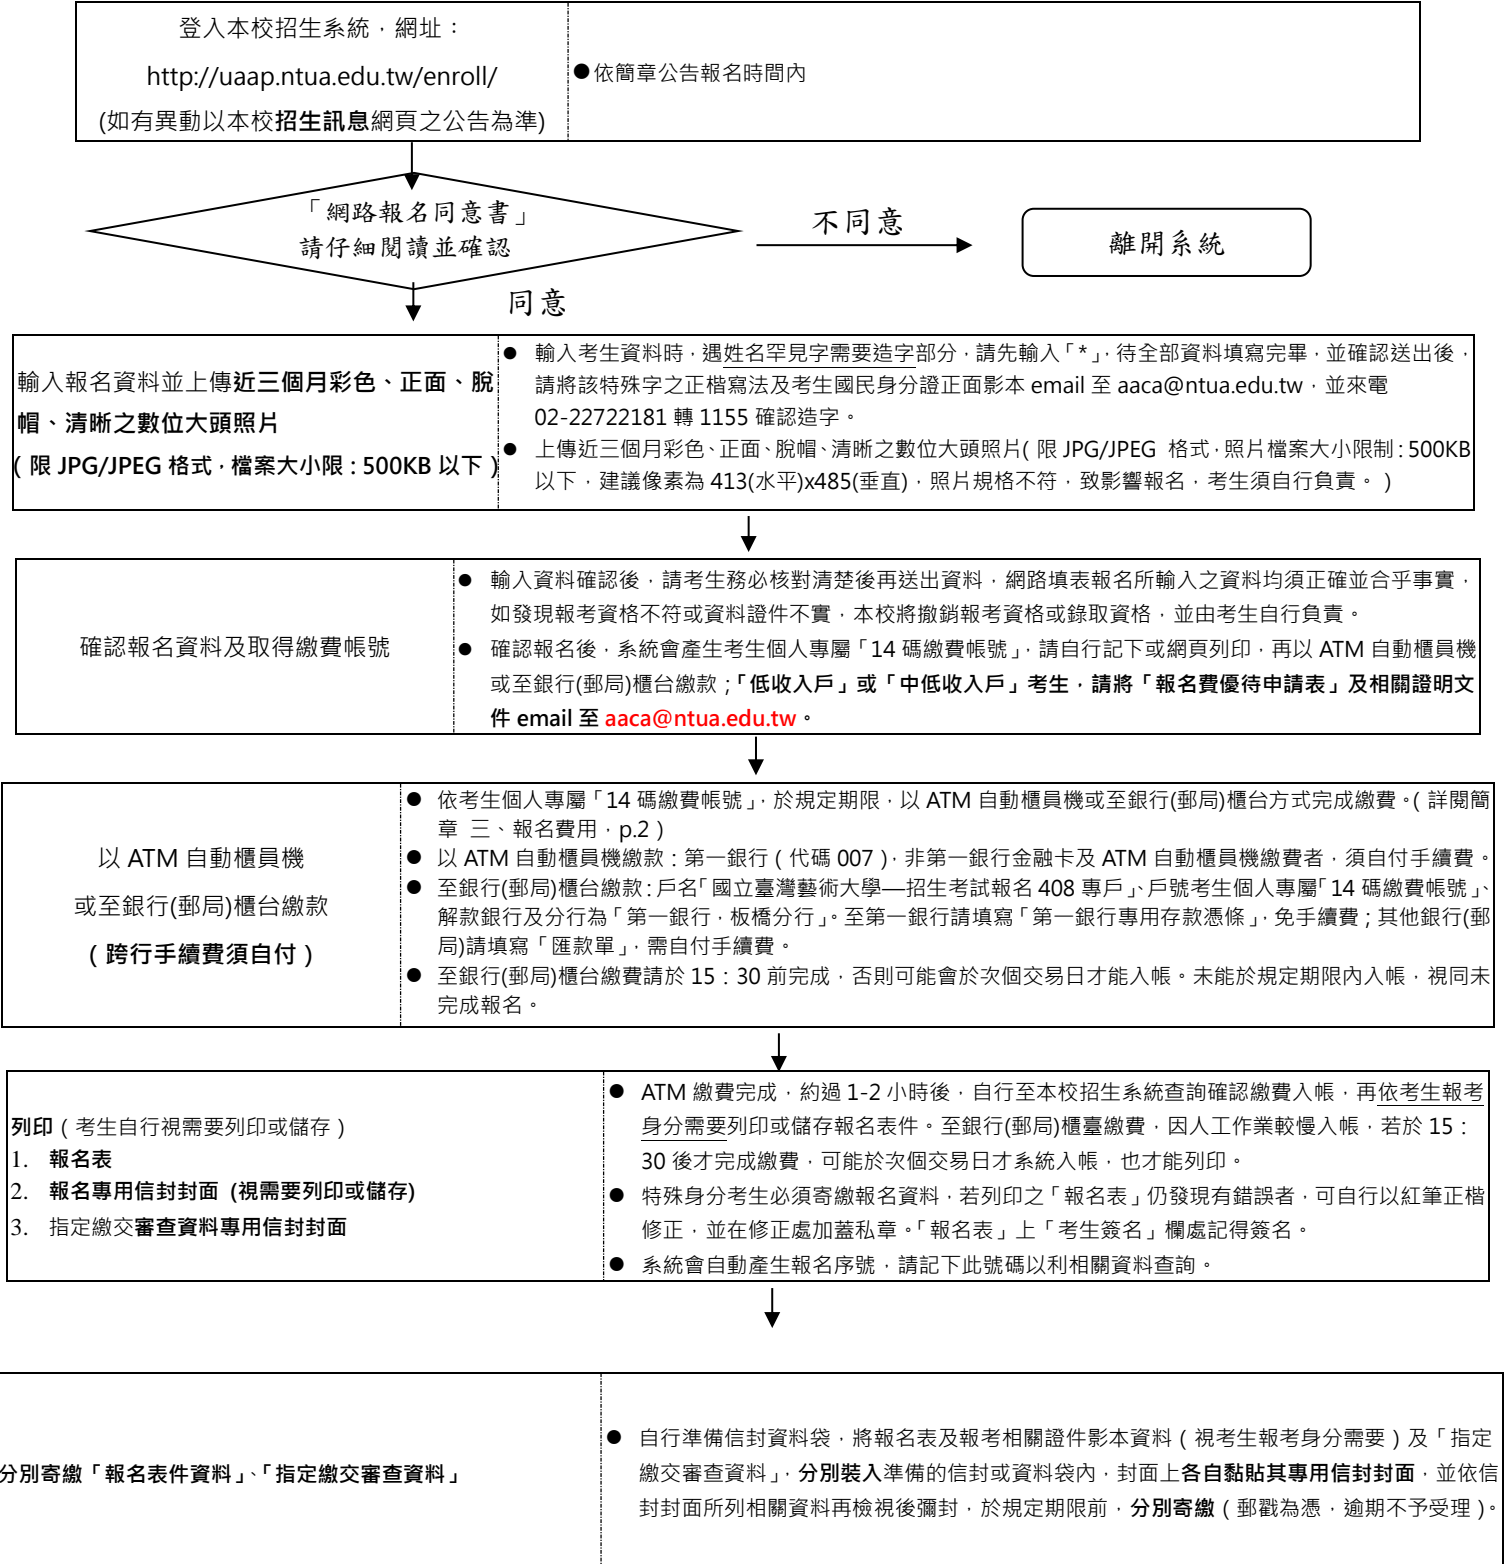 登入本校招生系統，網址：
http://uaap.ntua.edu.tw/enroll/
(如有異動以本校招生訊息網頁之公告為準)
●依簡章公告報名時間內
「網路報名同意書」
請仔細閱讀並確認
不同意
離開系統
同意
輸入報名資料並上傳近三個月彩色、正面、脫
帽、清晰之數位大頭照片
（限 JPG/JPEG 格式，檔案大小限：500KB 以下）
● 輸入考生資料時，遇姓名罕見字需要造字部分，請先輸入「*」，待全部資料填寫完畢，並確認送出後，
請將該特殊字之正楷寫法及考生國民身分證正面影本 email 至 aaca@ntua.edu.tw，並來電
02-22722181 轉 1155 確認造字。
● 上傳近三個月彩色、正面、脫帽、清晰之數位大頭照片（限 JPG/JPEG 格式，照片檔案大小限制：500KB
以下，建議像素為 413(水平)x485(垂直)，照片規格不符，致影響報名，考生須自行負責。）
確認報名資料及取得繳費帳號
● 輸入資料確認後，請考生務必核對清楚後再送出資料，網路填表報名所輸入之資料均須正確並合乎事實，
如發現報考資格不符或資料證件不實，本校將撤銷報考資格或錄取資格，並由考生自行負責。
● 確認報名後，系統會產生考生個人專屬「14 碼繳費帳號」，請自行記下或網頁列印，再以 ATM 自動櫃員機
或至銀行(郵局)櫃台繳款；「低收入戶」或「中低收入戶」考生，請將「報名費優待申請表」及相關證明文
件 email 至 aaca@ntua.edu.tw。
以 ATM 自動櫃員機
或至銀行(郵局)櫃台繳款
（跨行手續費須自付）
● 依考生個人專屬「14 碼繳費帳號」，於規定期限，以 ATM 自動櫃員機或至銀行(郵局)櫃台方式完成繳費。（詳閱簡
章 三、報名費用，p.2）
● 以 ATM 自動櫃員機繳款：第一銀行（代碼 007），非第一銀行金融卡及 ATM 自動櫃員機繳費者，須自付手續費。
● 至銀行(郵局)櫃台繳款：戶名「國立臺灣藝術大學—招生考試報名 408 專戶」、戶號考生個人專屬「14 碼繳費帳號」、
解款銀行及分行為「第一銀行，板橋分行」。至第一銀行請填寫「第一銀行專用存款憑條」，免手續費；其他銀行(郵
局)請填寫「匯款單」，需自付手續費。
● 至銀行(郵局)櫃台繳費請於 15：30 前完成，否則可能會於次個交易日才能入帳。未能於規定期限內入帳，視同未
完成報名。
列印（考生自行視需要列印或儲存）
1. 報名表
2. 報名專用信封封面 (視需要列印或儲存)
3. 指定繳交審查資料專用信封封面
● ATM 繳費完成，約過 1-2 小時後，自行至本校招生系統查詢確認繳費入帳，再依考生報考
身分需要列印或儲存報名表件。至銀行(郵局)櫃臺繳費，因人工作業較慢入帳，若於 15：
30 後才完成繳費，可能於次個交易日才系統入帳，也才能列印。
● 特殊身分考生必須寄繳報名資料，若列印之「報名表」仍發現有錯誤者，可自行以紅筆正楷
修正，並在修正處加蓋私章。「報名表」上「考生簽名」欄處記得簽名。
● 系統會自動產生報名序號，請記下此號碼以利相關資料查詢。
分別寄繳「報名表件資料」、「指定繳交審查資料」
● 自行準備信封資料袋，將報名表及報考相關證件影本資料（視考生報考身分需要）及「指定
繳交審查資料」，分別裝入準備的信封或資料袋內，封面上各自黏貼其專用信封封面，並依信
封封面所列相關資料再檢視後彌封，於規定期限前，分別寄繳（郵戳為憑，逾期不予受理）。